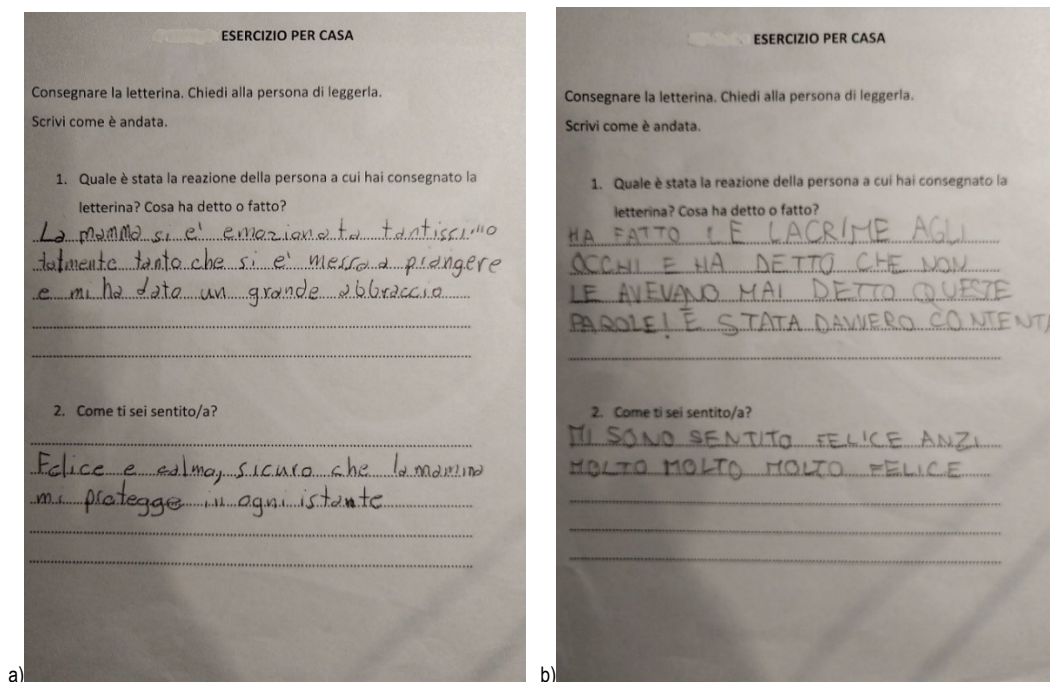 ESERCIZIO PER CASA
Consegnare la letterina. Chiedi alla persona di leggerla.
Scrivi come è andata.
1. Quale è stata la reazione della persona a cui hai consegnato la
letterina? Cosa ha detto o fatto?
La mamma si e' emozionata tantissimo
talmente tanto che si e' messa a piangere
e mi ha dato un grande abbraccio
2. Come ti sei sentito/a?
Felice e calma, sicuro che la mamma
mi protegge in ogni istante
a)
ESERCIZIO PER CASA
Consegnare la letterina. Chiedi alla persona di leggerla.
Scrivi come è andata.
1. Quale è stata la reazione della persona a cui hai consegnato la
letterina? Cosa ha detto o fatto?
HA FATTO LE LACRIME AGLI
OCCHI E HA DETTO CHE NON
LE AVEVANO MAI DETTO QUESTE
PAROLE! È STATA DAVVERO CONTENTA
2. Come ti sei sentito/a?
MI SONO SENTITO FELICE ANZI
MOLTO MOLTO MOLTO FELICE
b)